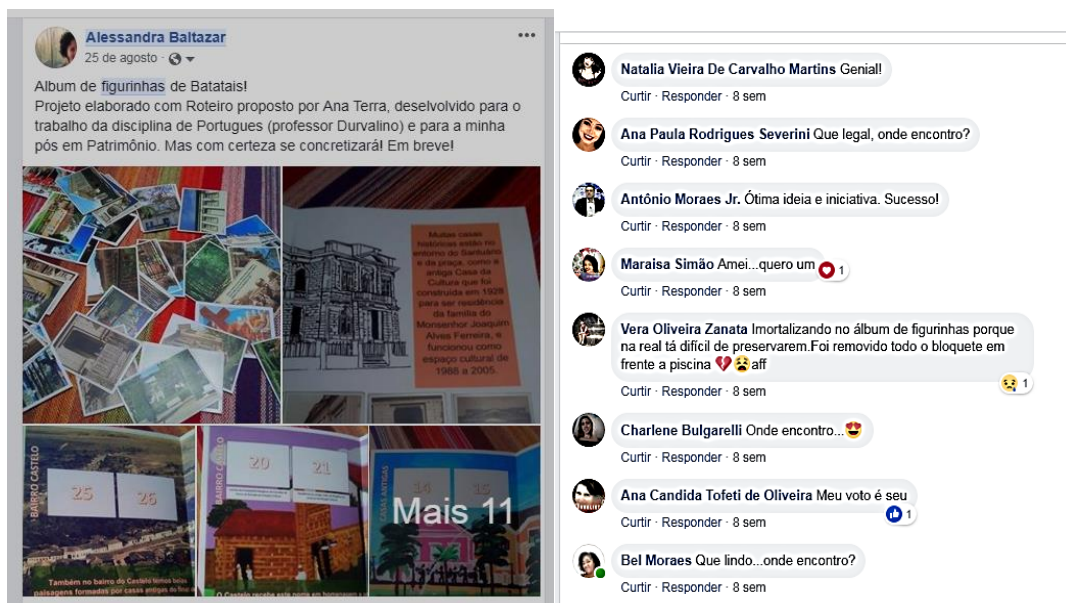 Alessandra Baltazar
25 de agosto ·
Album de figurinhas de Batatais!
Projeto elaborado com Roteiro proposto por Ana Terra, deselvolvido para o
trabalho da disciplina de Portugues (professor Durvalino) e para a minha
pós em Patrimônio. Mas com certeza se concretizará! Em breve!
Muitas casas
históricas estão no
entorno do Santuário
e da praça, como a
antiga Casa da
Cultura que foi
construída em 1928
para ser residência
da família do
Monsenhor Joaquim
Alves Ferreira, e
funcionou como
espaço cultural de
1988 a 2005.
BAIRRO CASTELO
25
26
Também no bairro do Castelo temos belas
paisagens formadas por casas antigas do final
BAIRRO CASTELO
20
21
O Castelo recebe este nome em homenagem a
CASAS ANTIGAS
14
15
Mais 11
Natalia Vieira De Carvalho Martins Genial!
Curtir · Responder · 8 sem
Ana Paula Rodrigues Severini Que legal, onde encontro?
Curtir · Responder · 8 sem
Antônio Moraes Jr. Ótima ideia e iniciativa. Sucesso!
Curtir · Responder · 8 sem
Maraisa Simão Amei...quero um
1
Curtir · Responder · 8 sem
Vera Oliveira Zanata Imortalizando no álbum de figurinhas porque
na real tá difícil de preservarem.Foi removido todo o bloquete em
frente a piscina 💔😫aff
1
Curtir · Responder · 8 sem
Charlene Bulgarelli Onde encontro...😍
Curtir · Responder · 8 sem
Ana Candida Tofeti de Oliveira Meu voto é seu
1
Curtir · Responder · 8 sem
Bel Moraes Que lindo...onde encontro?
Curtir · Responder · 8 sem